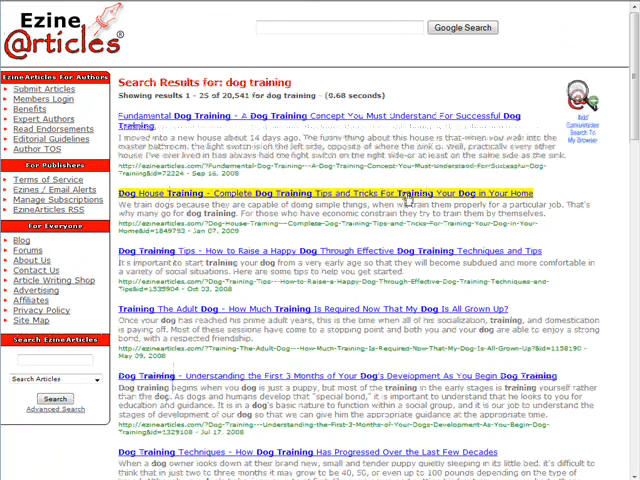 Ezine
@rticles
®
Google Search
EzineArticles For Authors
Submit Articles
Members Login
Benefits
Expert Authors
Read Endorsements
Editorial Guidelines
Author TOS
For Publishers
Terms of Service
Ezines / Email Alerts
Manage Subscriptions
EzineArticles RSS
For Everyone
Blog
Forums
About Us
Contact Us
Article Writing Shop
Advertising
Affiliates
Privacy Policy
Site Map
Search EzineArticles
Search Articles
Search
Advanced Search
Search Results for: dog training
Showing results 1 - 25 of 20,541 for dog training - (0.68 seconds)
Add
EzineArticles
Search To
My Browser
Fundamental Dog Training - A Dog Training Concept You Must Understand For Successful Dog
Training
I moved into a new house about 14 days ago. The funny thing about this house is that when you walk into the
master bathroom, the light switch is on the left side, opposite of where the sink is. Well, practically every other
house I've ever lived in has always had the light switch on the right side or at least on the same side as the sink.
http://ezinearticles.com/?Fundamental-Dog-Training---A-Dog-Training-Concept-You-Must-Understand-For-Successful-Dog-
Training&id=72224 - Sep 16, 2008
Dog House Training - Complete Dog Training Tips and Tricks For Training Your Dog in Your Home
We train dogs because they are capable of doing simple things, when we train them properly for a particular job. That's
why many go for dog training. For those who have economic constrain they try to train them by themselves.
http://ezinearticles.com/?Dog-House-Training---Complete-Dog-Training-Tips-and-Tricks-For-Training-Your-Dog-in-Your-
Home&id=1849793 - Jan 07, 2009
Dog Training Tips - How to Raise a Happy Dog Through Effective Dog Training Techniques and Tips
It's important to start training your dog from a very early age so that they will become subdued and more comfortable in
a variety of social situations. Here are some tips to help you get started.
http://ezinearticles.com/?Dog-Training-Tips---How-to-Raise-a-Happy-Dog-Through-Effective-Dog-Training-Techniques-and-
Tips&id=1535904 - Oct 03, 2008
Training The Adult Dog - How Much Training Is Required Now That My Dog Is All Grown Up?
Once your dog has reached his prime adult years, this is the time when all of his socialization, training, and domestication
is paying off. Most of these sessions have come to a stopping point and both you and your dog are able to enjoy a strong
bond, with a respected friendship.
http://ezinearticles.com/?Training-The-Adult-Dog---How-Much-Training-Is-Required-Now-That-My-Dog-Is-All-Grown-Up?&id=1158190 -
May 09, 2008
Dog Training - Understanding the First 3 Months of Your Dog's Development As You Begin Dog Training
Dog training begins when your dog is just a puppy, but most of the training in the early stages is training yourself rather
than the dog. As dogs and humans develop that "special bond," it is important to understand that he looks to you for
education and guidance. It is in a dog's basic nature to function within a social group, and it is our job to understand the
stages of development of our dog so that we can give him the appropriate guidance at the appropriate time.
http://ezinearticles.com/?Dog-Training---Understanding-the-First-3-Months-of-Your-Dogs-Development-As-You-Begin-Dog-
Training&id=1329108 - Jul 17, 2008
Dog Training Techniques - How Dog Training Has Progressed Over the Last Few Decades
When a dog owner looks down at their brand new, small and tender puppy quietly sleeping in its little bed, it's difficult to
think that in just two to three months it may grow to be 40, 50, or even up to 100 pounds depending on the type of